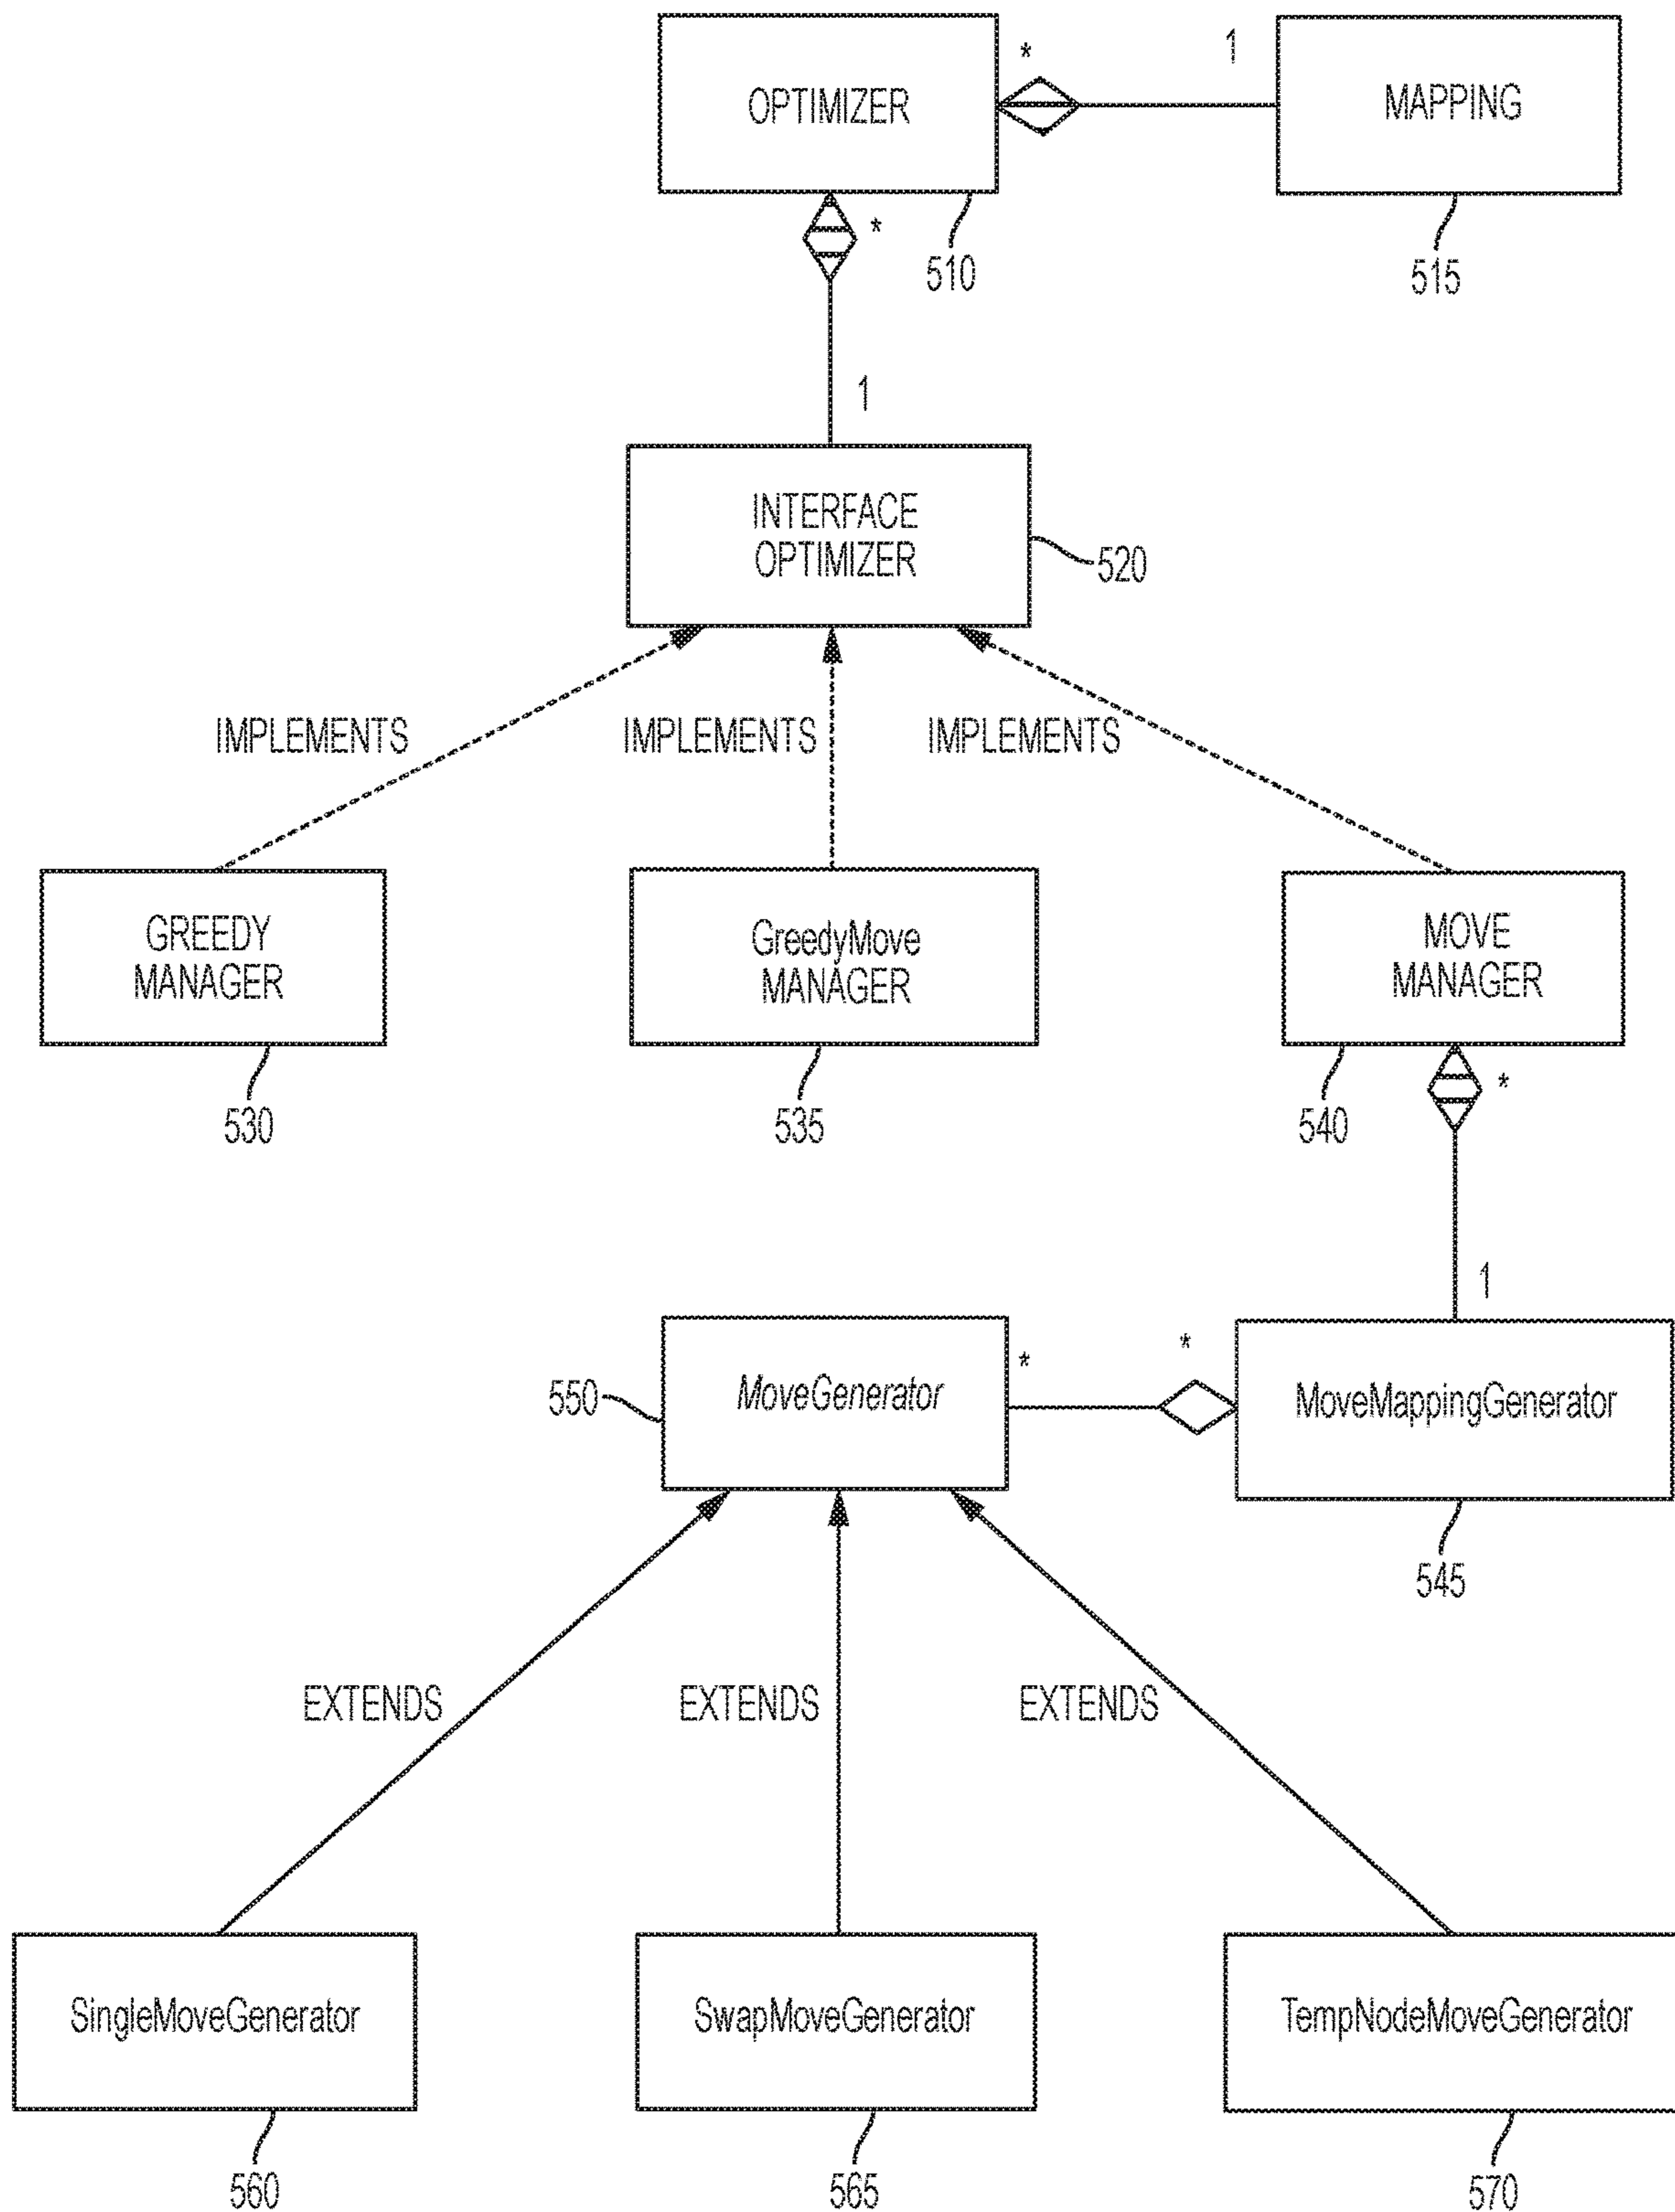 OPTIMIZER
*
1
MAPPING
*
510
515
1
INTERFACE
OPTIMIZER
520
IMPLEMENTS
IMPLEMENTS
IMPLEMENTS
GREEDY
MANAGER
GreedyMove
MANAGER
MOVE
MANAGER
530
535
540
*
1
550
MoveGenerator
*
*
MoveMappingGenerator
545
EXTENDS
EXTENDS
EXTENDS
SingleMoveGenerator
SwapMoveGenerator
TempNodeMoveGenerator
560
565
570